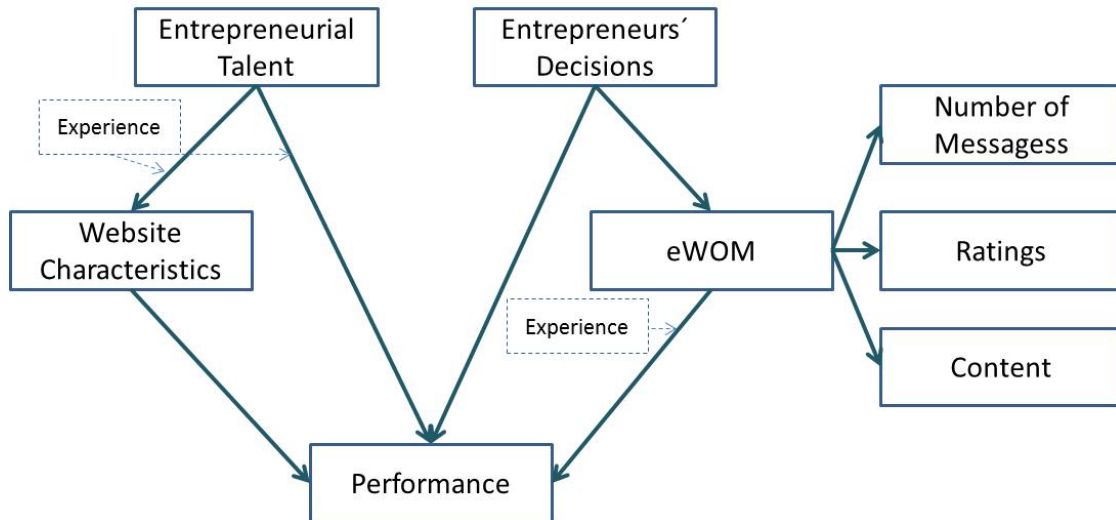 Entrepreneurial
Talent
Entrepreneurs´
Decisions
Experience
Number of
Messagess
Website
Characteristics
eWOM
Ratings
Experience
Content
Performance